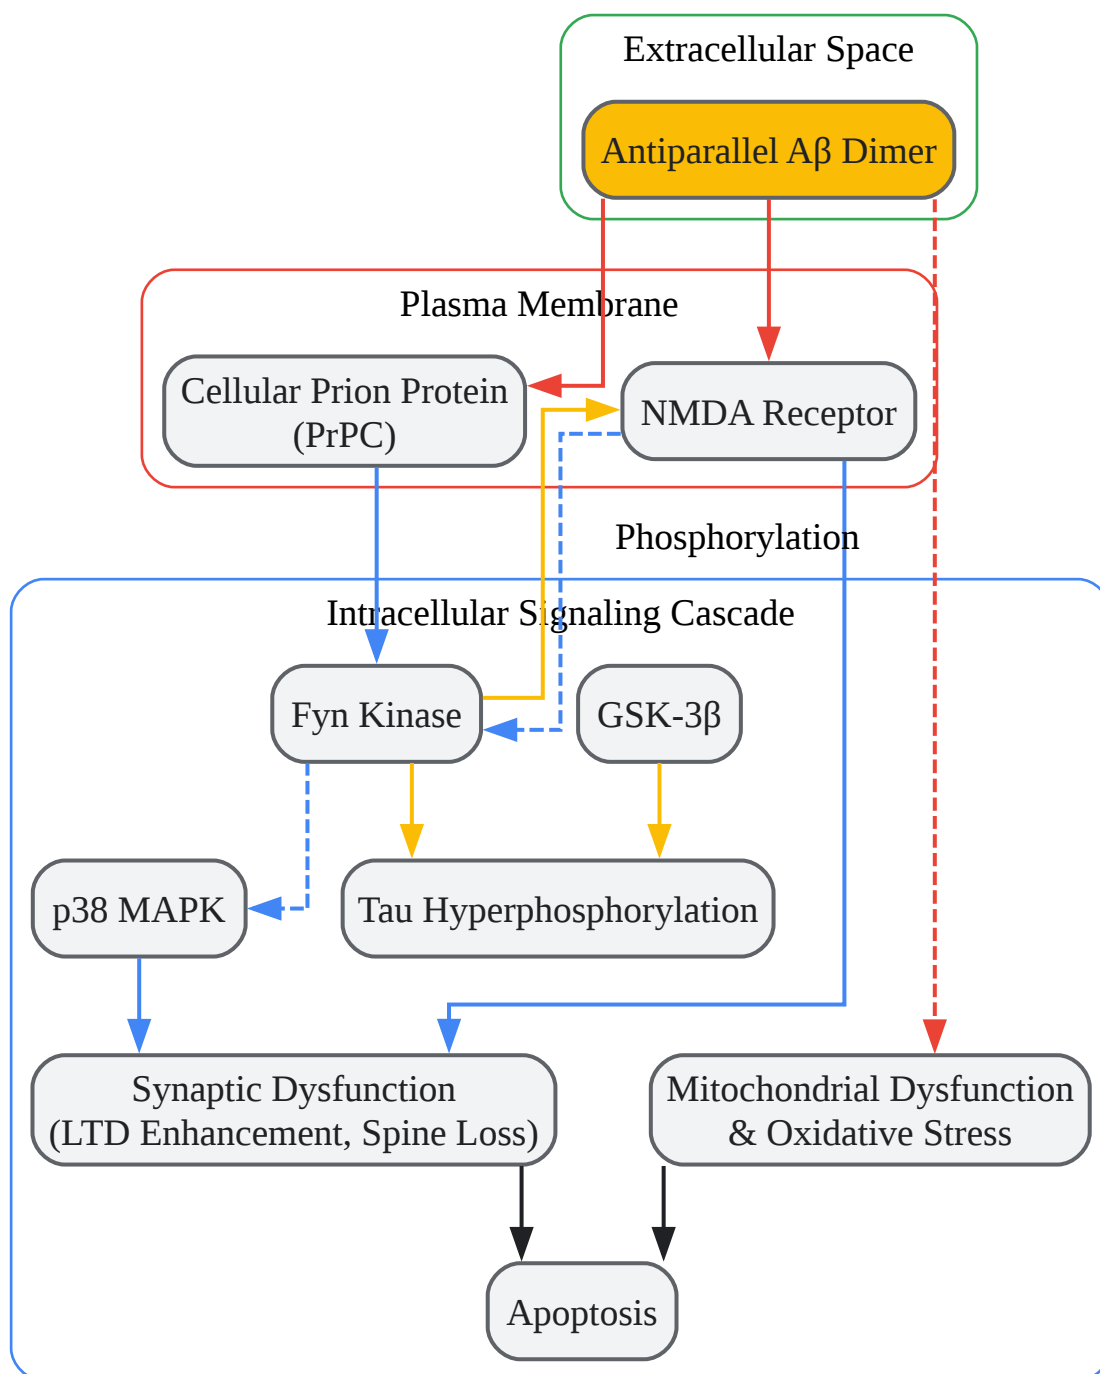 Extracellular Space
Antiparallel Aβ Dimer
Plasma Membrane
Cellular Prion Protein
(PrPC)
NMDA Receptor
Phosphorylation
Intracellular Signaling Cascade
Fyn Kinase
GSK-3β
p38 MAPK
Tau Hyperphosphorylation
Synaptic Dysfunction
(LTD Enhancement, Spine Loss)
Mitochondrial Dysfunction
& Oxidative Stress
Apoptosis